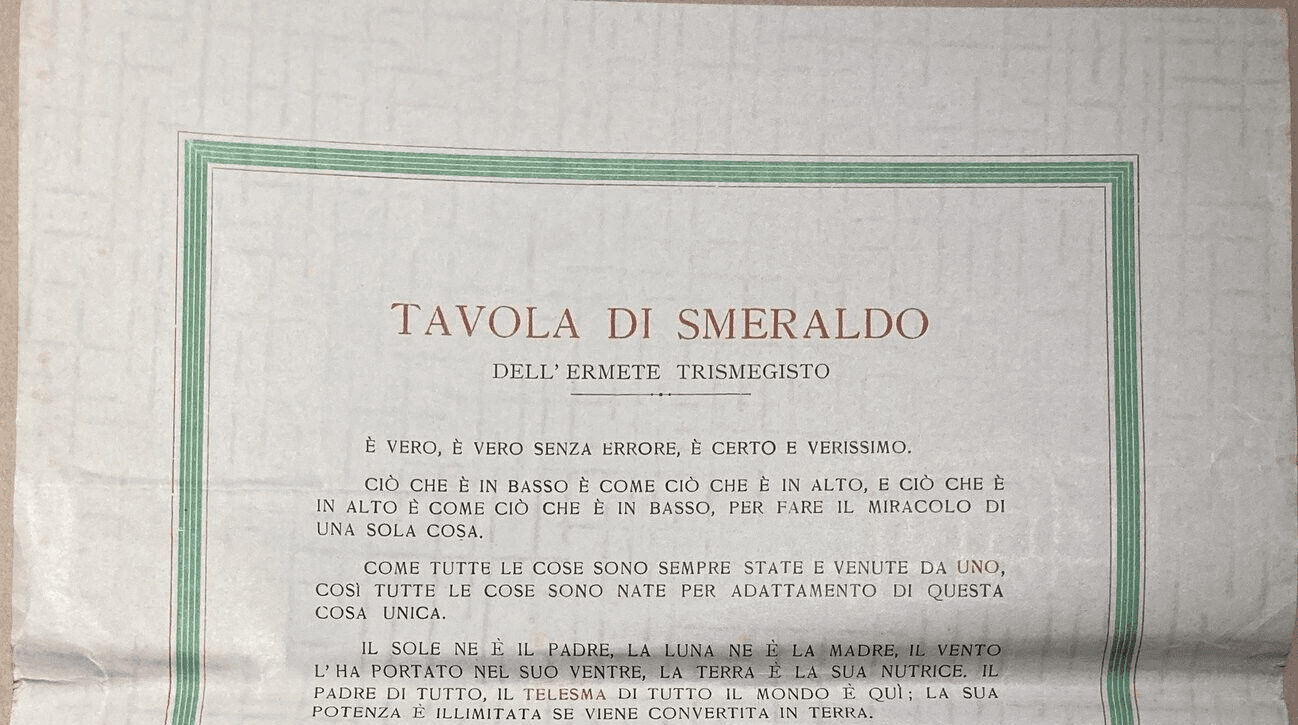 TAVOLA DI SMERALDO
DELL' ERMETE TRISMEGISTO
È VERO, È VERO SENZA ERRORE, È CERTO E VERISSIMO.
CIÒ CHE È IN BASSO È COME CIÒ CHE È IN ALTO, E CIÒ CHE È
IN ALTO È COME CIÒ CHE È IN BASSO, PER FARE IL MIRACOLO DI
UNA SOLA COSA.
COME TUTTE LE COSE SONO SEMPRE STATE E VENUTE DA UNO,
COSÌ TUTTE LE COSE SONO NATE PER ADATTAMENTO DI QUESTA
COSA UNICA.
IL SOLE NE È IL PADRE, LA LUNA NE È LA MADRE, IL VENTO
L' HA PORTATO NEL SUO VENTRE, LA TERRA È LA SUA NUTRICE. IL
PADRE DI TUTTO, IL TELESMA DI TUTTO IL MONDO È QUÌ; LA SUA
POTENZA È ILLIMITATA SE VIENE CONVERTITA IN TERRA.